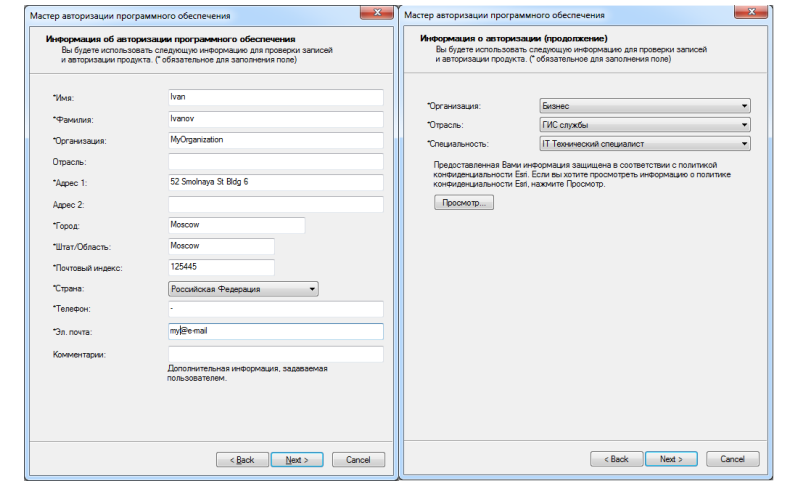 Мастер авторизации программного обеспечения
Информация об авторизации программного обеспечения
Вы будете использовать следующую информацию для проверки записей
и авторизации продукта. (* обязательное для заполнения поле)
*Имя: Ivan
*Фамилия: Ivanov
*Организация: MyOrganization
Отрасль:
*Адрес 1: 52 Smolnaya St Bldg 6
Адрес 2:
*Город: Moscow
*Штат/Область: Moscow
*Почтовый индекс: 125445
*Страна: Российская Федерация
*Телефон: -
*Эл. почта: my@e-mail
Комментарии:
Дополнительная информация, задаваемая
пользователем.
< Back Next > Cancel
Мастер авторизации программного обеспечения
Информация о авторизации (продолжение)
Вы будете использовать следующую информацию для проверки записей
и авторизации продукта. (* обязательное для заполнения поле)
*Организация: Бизнес
*Отрасль: ГИС службы
*Специальность: IT Технический специалист
Предоставленная Вами информация защищена в соответствии с политикой
конфиденциальности Esri. Если вы хотите просмотреть информацию о политике
конфиденциальности Esri, нажмите Просмотр.
Просмотр...
< Back Next > Cancel